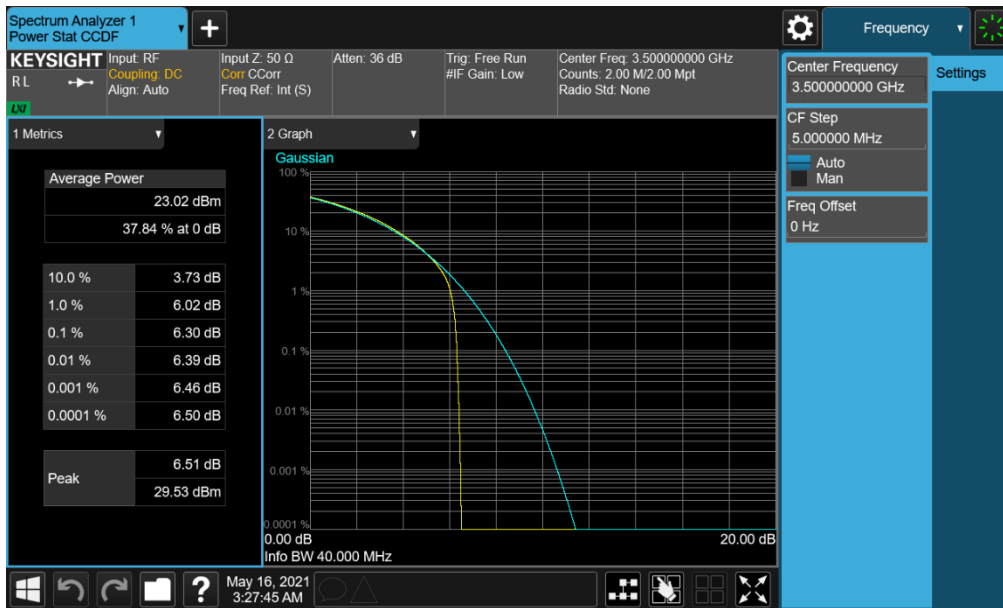 Spectrum Analyzer 1
Power Stat CCDF
Frequency
KEYSIGHT
R L
LXI
Input: RF
Coupling: DC
Align: Auto
Input Z: 50 Ω
Corr CCorr
Freq Ref: Int (S)
Atten: 36 dB
Trig: Free Run
#IF Gain: Low
Center Freq: 3.500000000 GHz
Counts: 2.00 M/2.00 Mpt
Radio Std: None
Center Frequency
3.500000000 GHz
Settings
CF Step
5.000000 MHz
Auto
Man
Freq Offset
0 Hz
1 Metrics
Average Power
23.02 dBm
37.84 % at 0 dB
10.0 % 3.73 dB
1.0 % 6.02 dB
0.1 % 6.30 dB
0.01 % 6.39 dB
0.001 % 6.46 dB
0.0001 % 6.50 dB
Peak
6.51 dB
29.53 dBm
2 Graph
Gaussian
100 %
10 %
1 %
0.1 %
0.01 %
0.001 %
0.0001 %
0.00 dB 20.00 dB
Info BW 40.000 MHz
?
May 16, 2021
3:27:45 AM